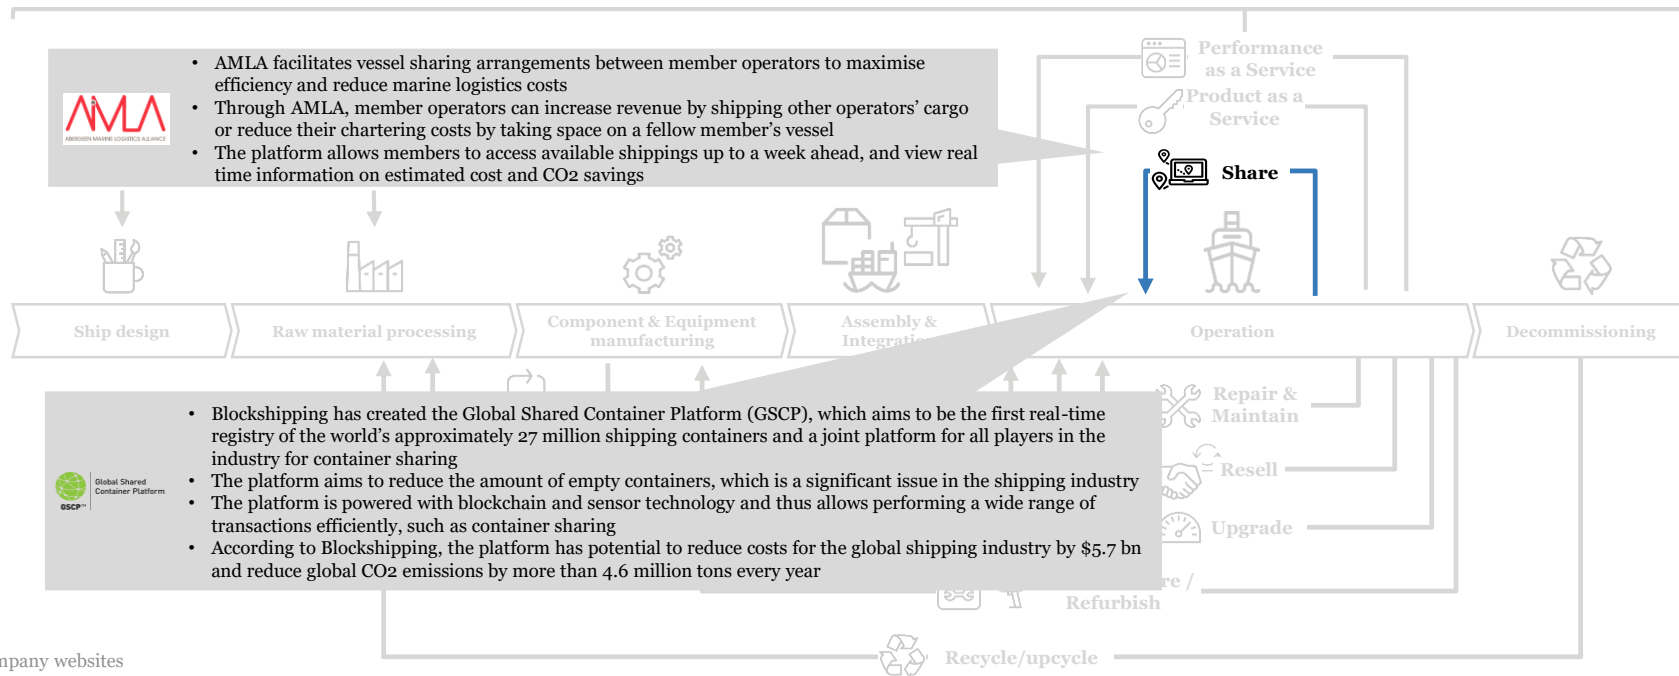 Performance
as a Service
Product as a
Service
Share
AiMLA
ABERDEEN MARINE LOGISTICS ALLIANCE
• AMLA facilitates vessel sharing arrangements between member operators to maximise
efficiency and reduce marine logistics costs
• Through AMLA, member operators can increase revenue by shipping other operators’ cargo
or reduce their chartering costs by taking space on a fellow member’s vessel
• The platform allows members to access available shippings up to a week ahead, and view real
time information on estimated cost and CO2 savings
Ship design
Raw material processing
Component & Equipment
manufacturing
Assembly &
Operation
Decommissioning
Global Shared
Container Platform
GSCP™
• Blockshipping has created the Global Shared Container Platform (GSCP), which aims to be the first real-time
registry of the world’s approximately 27 million shipping containers and a joint platform for all players in the
industry for container sharing
• The platform aims to reduce the amount of empty containers, which is a significant issue in the shipping industry
• The platform is powered with blockchain and sensor technology and thus allows performing a wide range of
transactions efficiently, such as container sharing
• According to Blockshipping, the platform has potential to reduce costs for the global shipping industry by $5.7 bn
and reduce global CO2 emissions by more than 4.6 million tons every year
Repair &
Maintain
Resell
Upgrade
/
Refurbish
Recycle/upcycle
websites